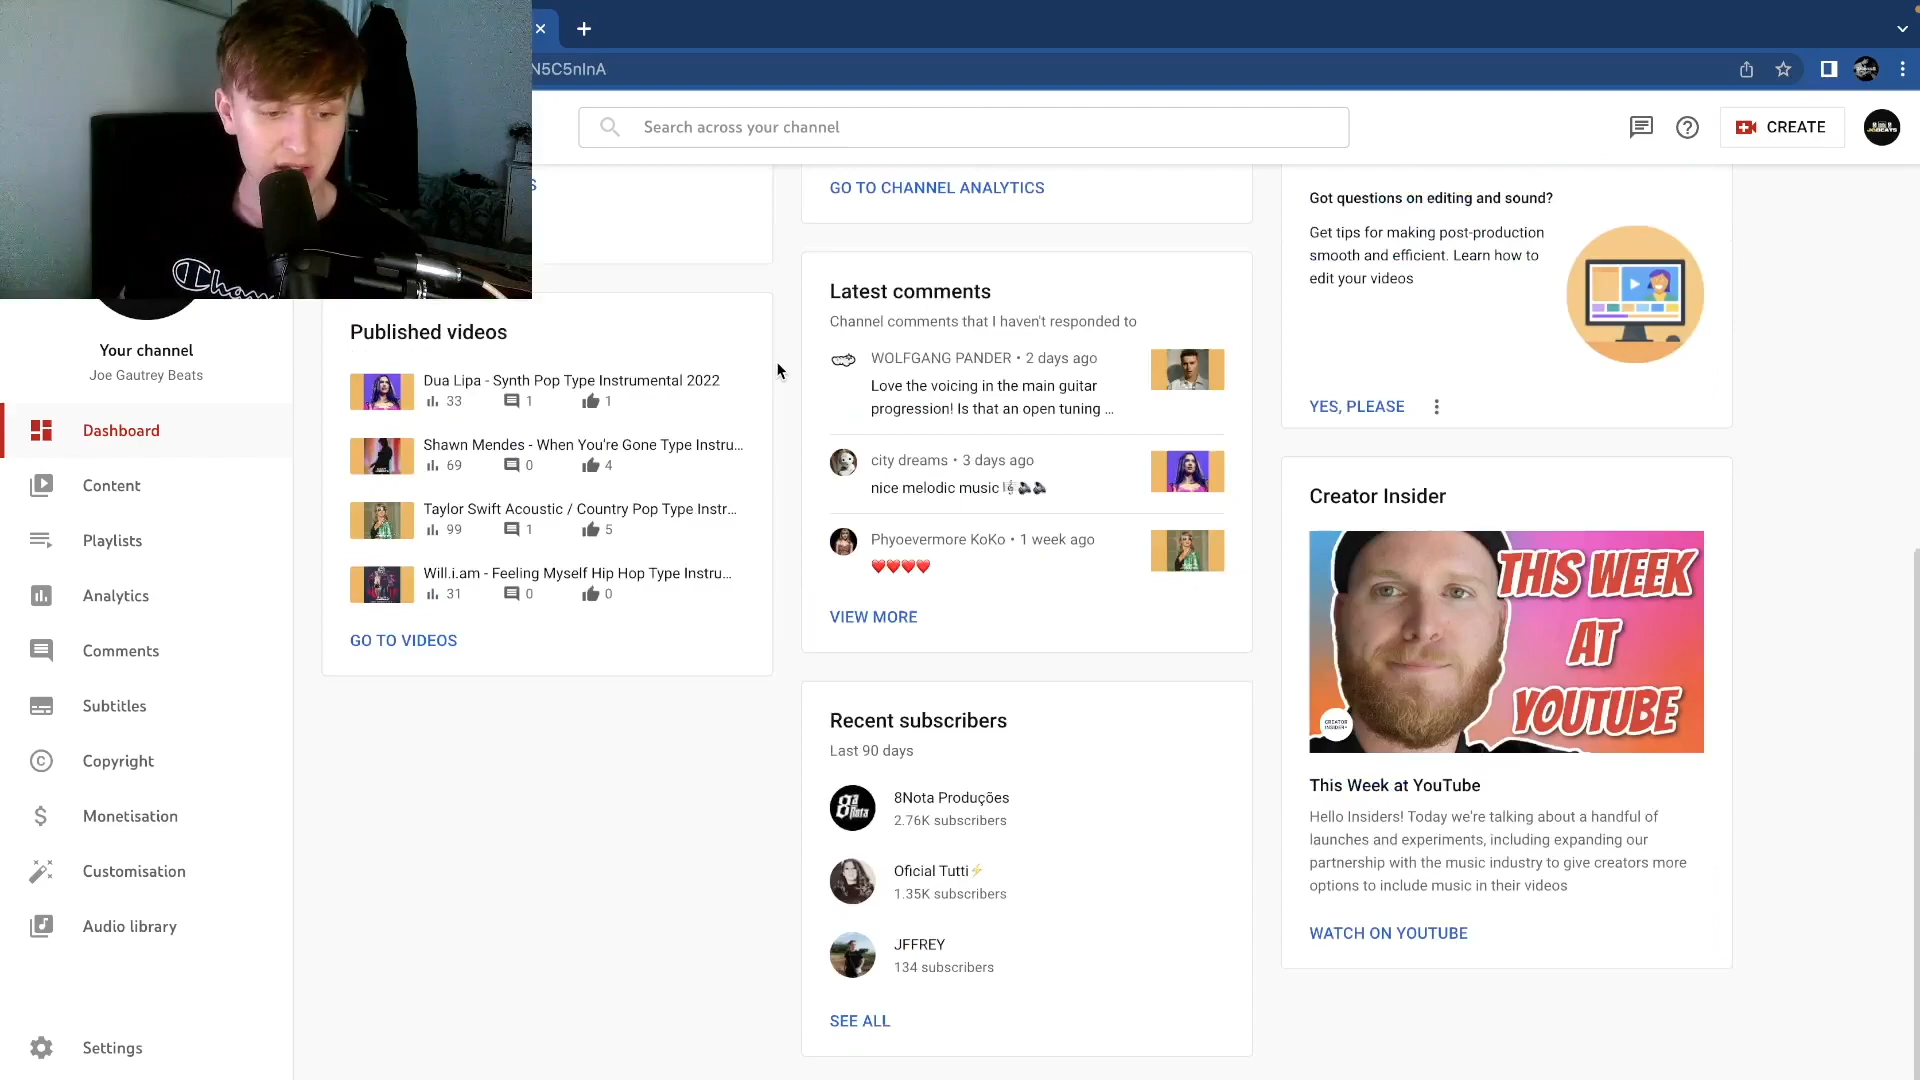 N5C5nInA
Search across your channel
CREATE
Your channel
Joe Gautrey Beats
Dashboard
Content
Playlists
Analytics
Comments
Subtitles
Copyright
Monetisation
Customisation
Audio library
Settings
Published videos
Dua Lipa - Synth Pop Type Instrumental 2022
33 1 1
Shawn Mendes - When You're Gone Type Instru...
69 0 4
Taylor Swift Acoustic / Country Pop Type Instr...
99 1 5
Will.i.am - Feeling Myself Hip Hop Type Instru...
31 0 0
GO TO VIDEOS
GO TO CHANNEL ANALYTICS
Latest comments
Channel comments that I haven't responded to
WOLFGANG PANDER • 2 days ago
Love the voicing in the main guitar
progression! Is that an open tuning ...
city dreams • 3 days ago
nice melodic music 🎼🔊🔊
Phyoevermore KoKo • 1 week ago
❤️❤️❤️❤️
VIEW MORE
Recent subscribers
Last 90 days
8Nota Produções
2.76K subscribers
Oficial Tutti⚡
1.35K subscribers
JFFREY
134 subscribers
SEE ALL
Got questions on editing and sound?
Get tips for making post-production
smooth and efficient. Learn how to
edit your videos
YES, PLEASE
Creator Insider
THIS WEEK
AT
YOUTUBE
CREATOR
INSIDER
This Week at YouTube
Hello Insiders! Today we're talking about a handful of
launches and experiments, including expanding our
partnership with the music industry to give creators more
options to include music in their videos
WATCH ON YOUTUBE